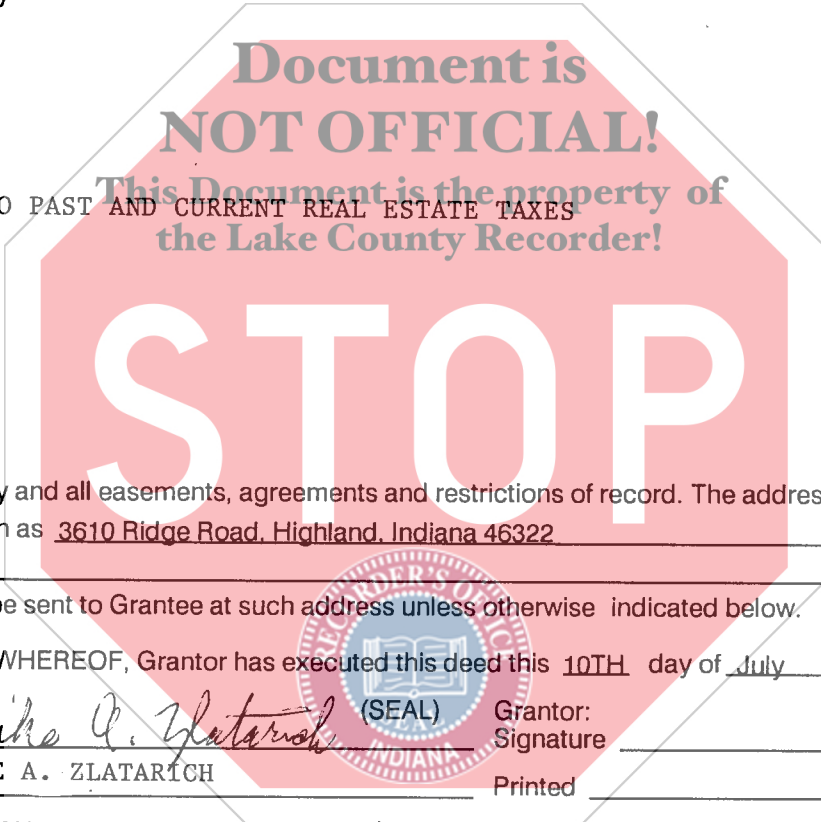 Document is
NOT OFFICIAL!
This Document is the property of
O PAST AND CURRENT REAL ESTATE TAXES
the Lake County Recorder!
STOP
y and all easements, agreements and restrictions of record. The addres
n as 3610 Ridge Road, Highland, Indiana 46322
RECORDER'S OFFICE
e sent to Grantee at such address unless otherwise indicated below.
WHEREOF, Grantor has executed this deed this 10TH day of July
SEAL
INDIANA
ike A. Zlatarich (SEAL) Grantor:
Signature
E A. ZLATARICH
Printed